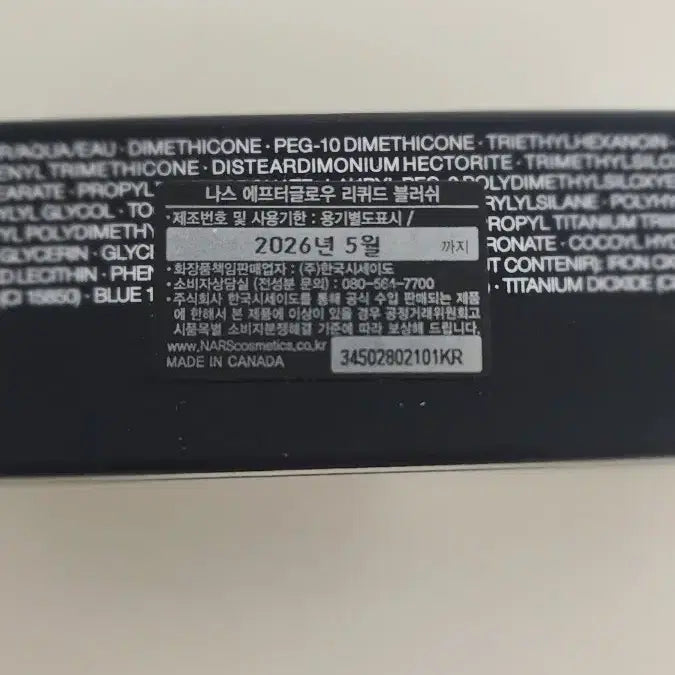 /AQUA/EAU · DIMETHICONE · PEG-10 DIMETHICONE · TRIETHYLHEXANOIN ·
PHENYL TRIMETHICONE · DISTEARDIMONIUM HECTORITE · TRIMETHYLSILOX
EARATE · PROPYL POLYDIMETHYLSILOXYE
YLYL GLYCOL · TO RYLYLSILANE · PHENOXYE
YL POLYDIMETHY ROPYL TITANIUM TRI
GLYCERIN · GLYC RONATE · COCOYL HY
D LECITHIN · PHEN NT CONTENIR): IRON OX
(CI 15850) · BLUE 1 · TITANIUM DIOXIDE (CI
나스 에프터글로우 리퀴드 블러쉬
·제조번호 및 사용기한 : 용기별도표시 /
2026년 5월 까지
·화장품책임판매업자 : (주)한국시세이도
·소비자상담실 (전성분 문의) : 080-564-7700
·주식회사 한국시세이도를 통해 공식 수입 판매되는 제품
에 한해서 본 제품에 이상이 있을 경우 공정거래위원회고
시품목별 소비자분쟁해결 기준에 따라 보상해 드립니다.
www.NARScosmetics.co.kr
MADE IN CANADA 34502802101KR